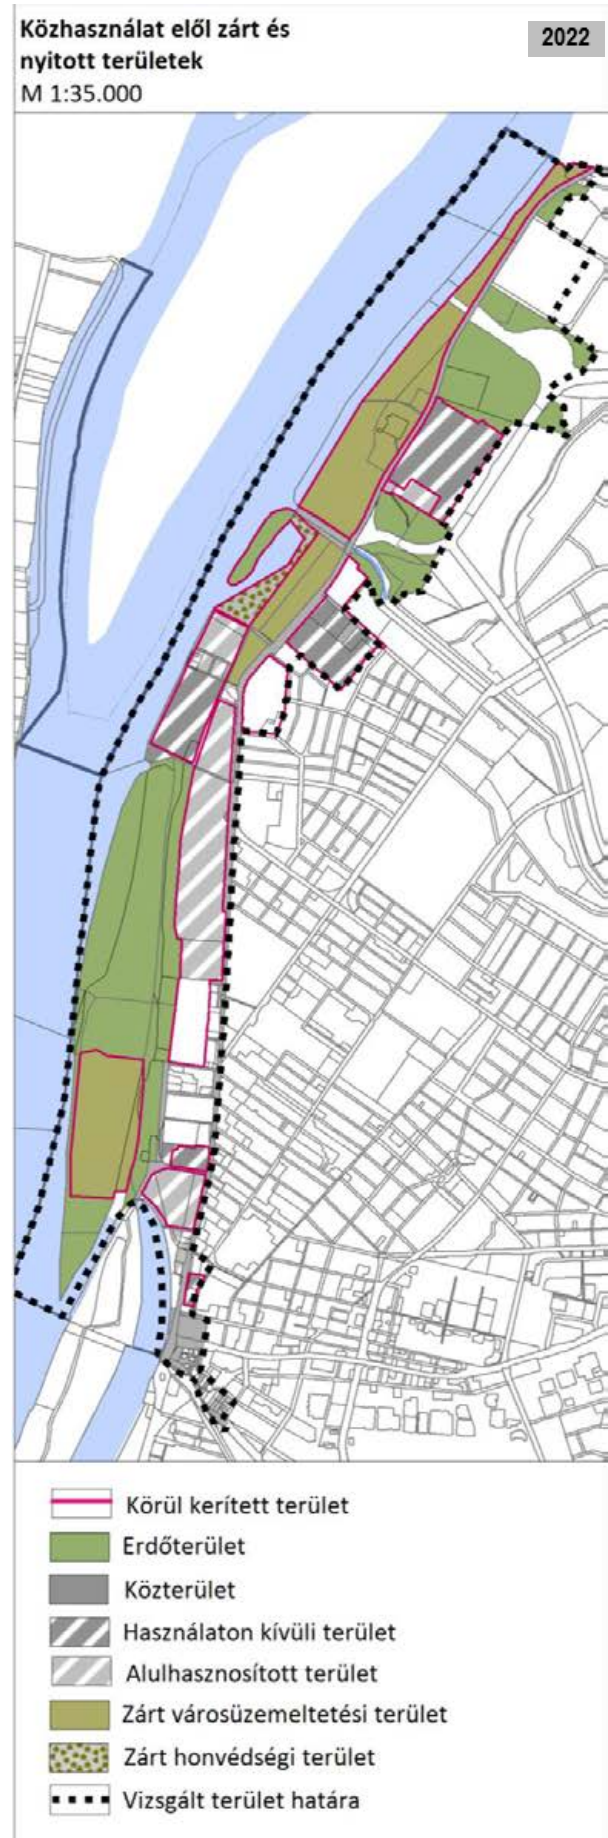 Közhasználat elől zárt és
nyitott területek
M 1:35.000
2022
Körül kerített terület
Erdőterület
Közterület
Használaton kívüli terület
Alulhasznosított terület
Zárt városüzemeltetési terület
Zárt honvédségi terület
Vizsgált terület határa